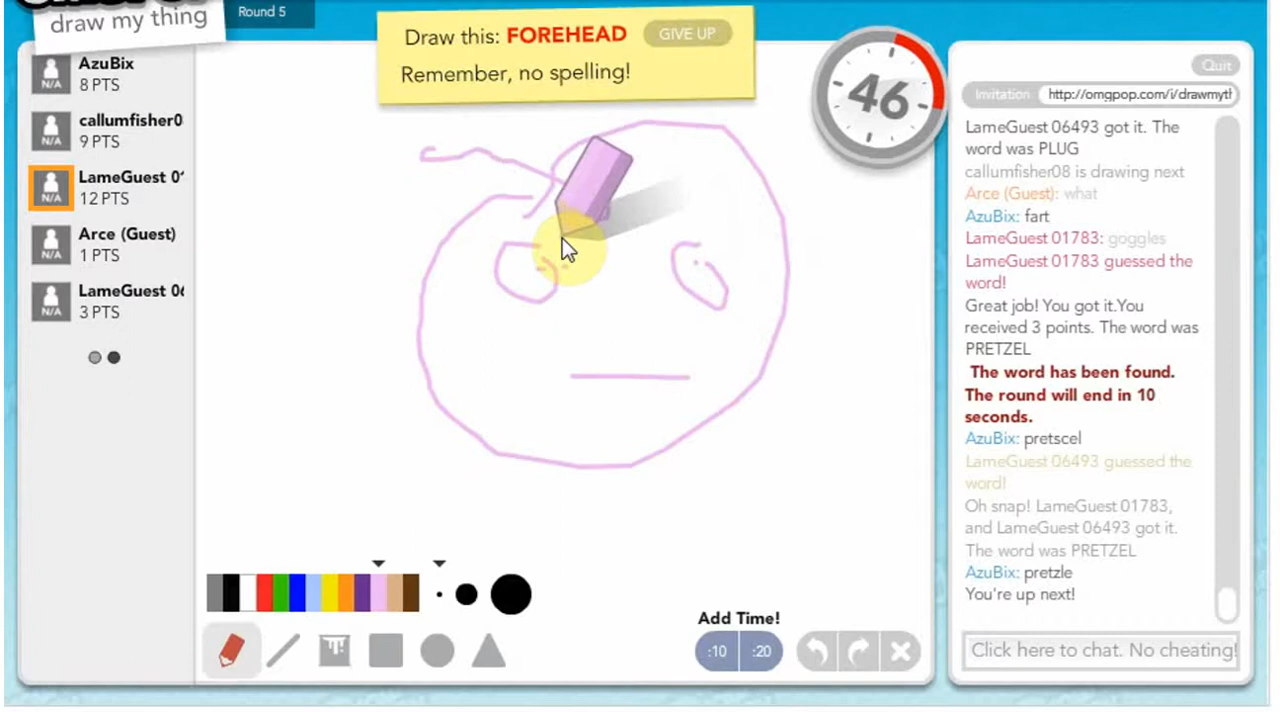 draw my thing
Round 5
Draw this: FOREHEAD
GIVE UP
Remember, no spelling!
46
AzuBix
8 PTS
callumfisher0
9 PTS
LameGuest 0
12 PTS
Arce (Guest)
1 PTS
LameGuest 0
3 PTS
N/A
N/A
N/A
N/A
N/A
Quit
Invitation
http://omgpop.com/i/drawmyth
LameGuest 06493 got it. The
word was PLUG
callumfisher08 is drawing next
Arce (Guest): what
AzuBix: fart
LameGuest 01783: goggles
LameGuest 01783 guessed the
word!
Great job! You got it.You
received 3 points. The word was
PRETZEL
The word has been found.
The round will end in 10
seconds.
AzuBix: pretscel
LameGuest 06493 guessed the
word!
Oh snap! LameGuest 01783,
and LameGuest 06493 got it.
The word was PRETZEL
AzuBix: pretzle
You're up next!
Click here to chat. No cheating!
Add Time!
:10
:20